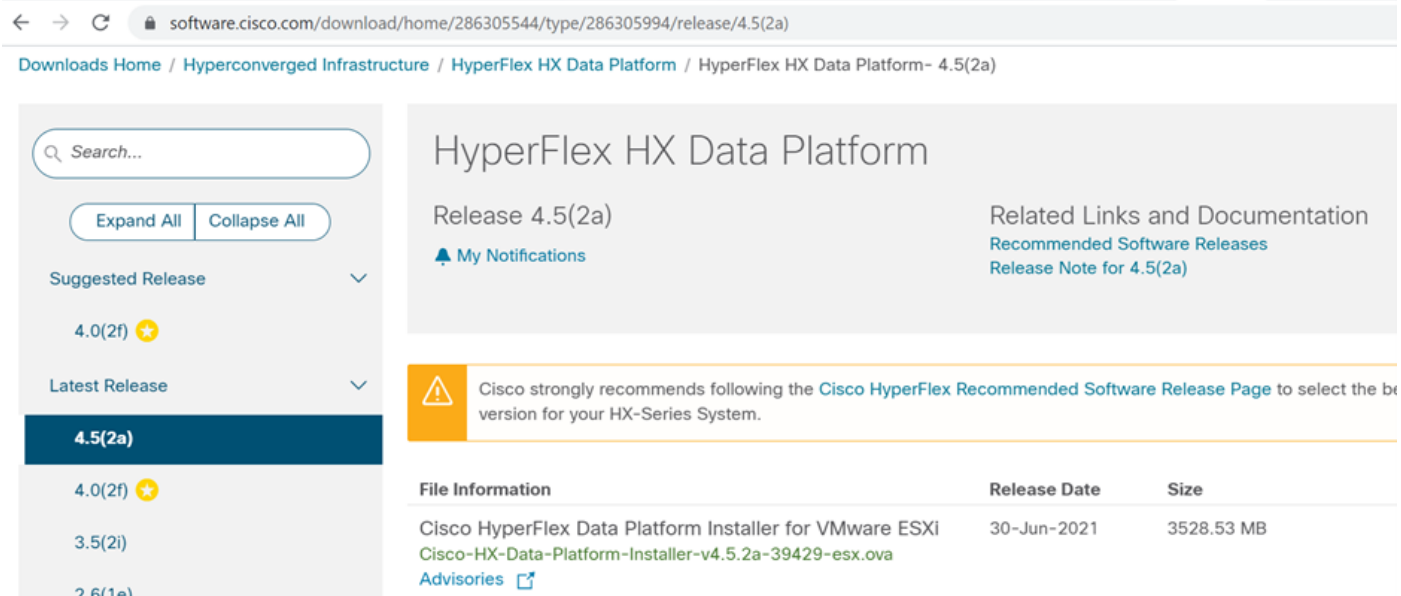 software.cisco.com/download/home/286305544/type/286305994/release/4.5(2a)
Downloads Home / Hyperconverged Infrastructure / HyperFlex HX Data Platform / HyperFlex HX Data Platform- 4.5(2a)
Search...
Expand All Collapse All
Suggested Release
4.0(2f)
Latest Release
4.5(2a)
4.0(2f)
3.5(2i)
2.6(1e)
HyperFlex HX Data Platform
Release 4.5(2a)
My Notifications
Related Links and Documentation
Recommended Software Releases
Release Note for 4.5(2a)
Cisco strongly recommends following the Cisco HyperFlex Recommended Software Release Page to select the be
version for your HX-Series System.
File Information Release Date Size
Cisco HyperFlex Data Platform Installer for VMware ESXi 30-Jun-2021 3528.53 MB
Cisco-HX-Data-Platform-Installer-v4.5.2a-39429-esx.ova
Advisories